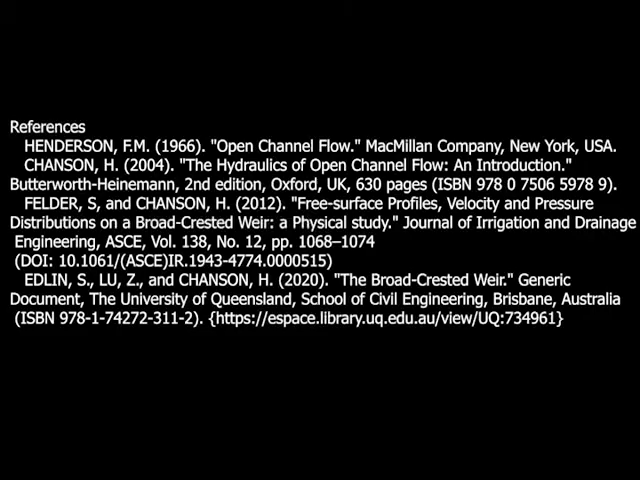 References
HENDERSON, F.M. (1966). "Open Channel Flow." MacMillan Company, New York, USA.
CHANSON, H. (2004). "The Hydraulics of Open Channel Flow: An Introduction."
Butterworth-Heinemann, 2nd edition, Oxford, UK, 630 pages (ISBN 978 0 7506 5978 9).
FELDER, S, and CHANSON, H. (2012). "Free-surface Profiles, Velocity and Pressure
Distributions on a Broad-Crested Weir: a Physical study." Journal of Irrigation and Drainage
Engineering, ASCE, Vol. 138, No. 12, pp. 1068–1074
(DOI: 10.1061/(ASCE)IR.1943-4774.0000515)
EDLIN, S., LU, Z., and CHANSON, H. (2020). "The Broad-Crested Weir." Generic
Document, The University of Queensland, School of Civil Engineering, Brisbane, Australia
(ISBN 978-1-74272-311-2). {https://espace.library.uq.edu.au/view/UQ:734961}